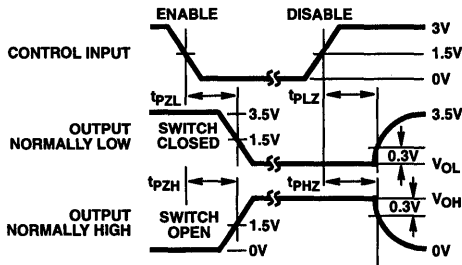 ENABLE DISABLE
CONTROL INPUT
3V
1.5V
0V
tPZL tPLZ
OUTPUT NORMALLY LOW
SWITCH CLOSED
3.5V
1.5V
3.5V
0.3V
VOL
tPZH tPHZ
OUTPUT NORMALLY HIGH
SWITCH OPEN
1.5V
0V
VOH
0.3V
0V